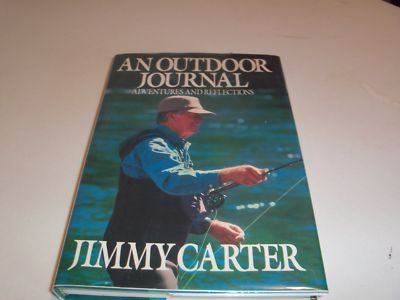 AN OUTDOOR
JOURNAL
ADVENTURES AND REFLECTIONS
JIMMY CARTER